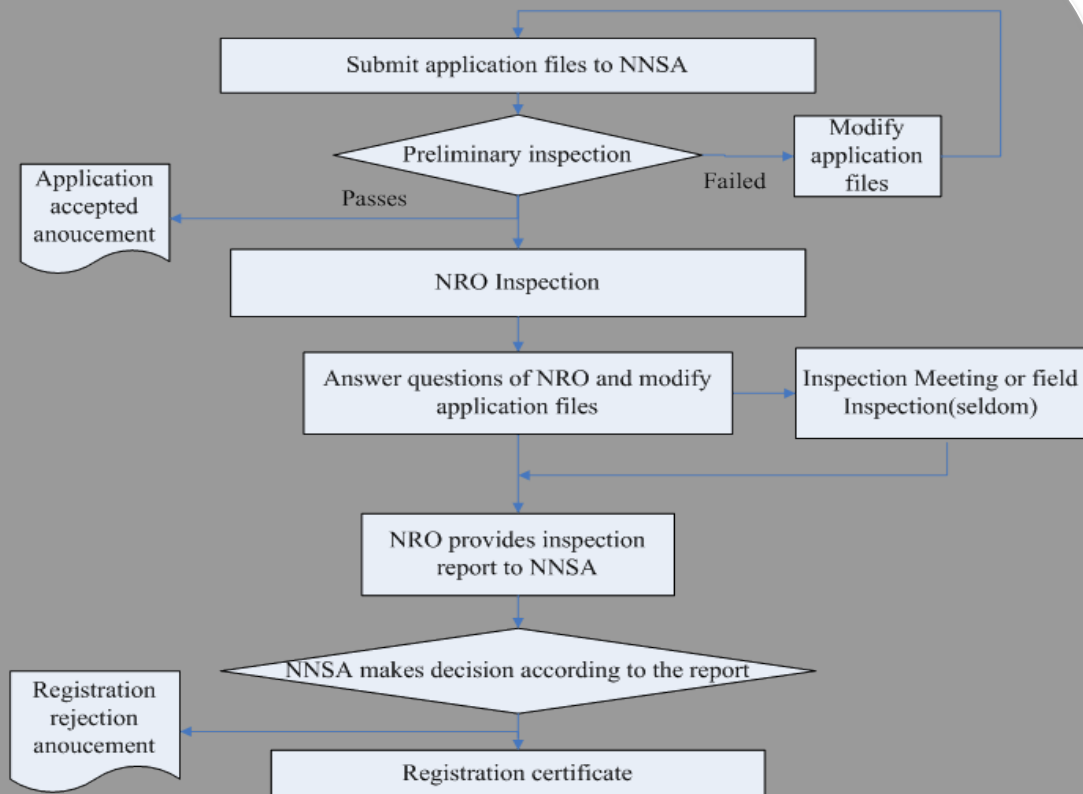 Submit application files to NNSA
Preliminary inspection
Modify
application
files
Failed
Passes
Application
accepted
anoucement
NRO Inspection
Answer questions of NRO and modify
application files
Inspection Meeting or field
Inspection(seldom)
NRO provides inspection
report to NNSA
NNSA makes decision according to the report
Registration
rejection
anoucement
Registration certificate